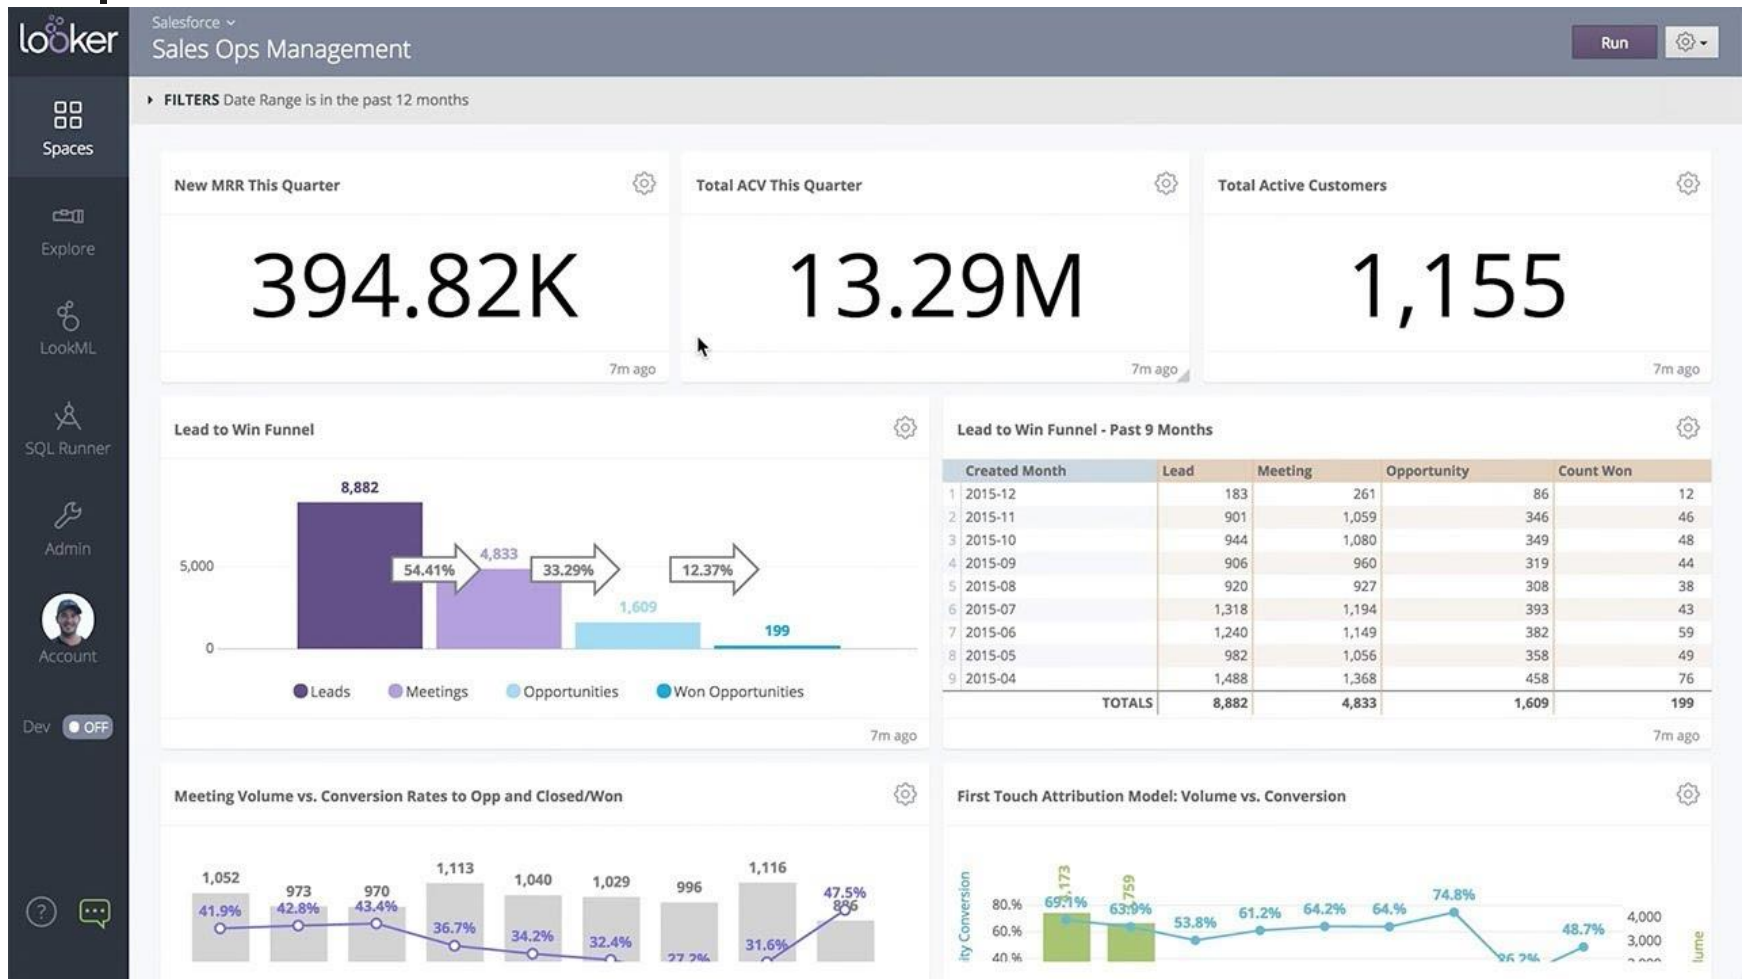 looker
Salesforce
Sales Ops Management
Run
FILTERS Date Range is in the past 12 months
Spaces
Explore
LookML
SQL Runner
Admin
Account
Dev OFF
?
New MRR This Quarter
394.82K
7m ago
Total ACV This Quarter
13.29M
7m ago
Total Active Customers
1,155
7m ago
Lead to Win Funnel
8,882
5,000
54.41%
4,833
33.29%
1,609
12.37%
199
0
Leads Meetings Opportunities Won Opportunities
7m ago
Lead to Win Funnel - Past 9 Months
Created Month Lead Meeting Opportunity Count Won
1 2015-12 183 261 86 12
2 2015-11 901 1,059 346 46
3 2015-10 944 1,080 349 48
4 2015-09 906 960 319 44
5 2015-08 920 927 308 38
6 2015-07 1,318 1,194 393 43
7 2015-06 1,240 1,149 382 59
8 2015-05 982 1,056 358 49
9 2015-04 1,488 1,368 458 76
TOTALS 8,882 4,833 1,609 199
7m ago
Meeting Volume vs. Conversion Rates to Opp and Closed/Won
1,052 973 970 1,113 1,040 1,029 996 1,116 886
41.9% 42.8% 43.4% 36.7% 34.2% 32.4% 27.2% 31.6% 47.5%
First Touch Attribution Model: Volume vs. Conversion
Conversion
80.%
60.%
40.%
69.1% 63.9% 53.8% 61.2% 64.2% 64.% 74.8% 26.2% 48.7%
4,000
3,000